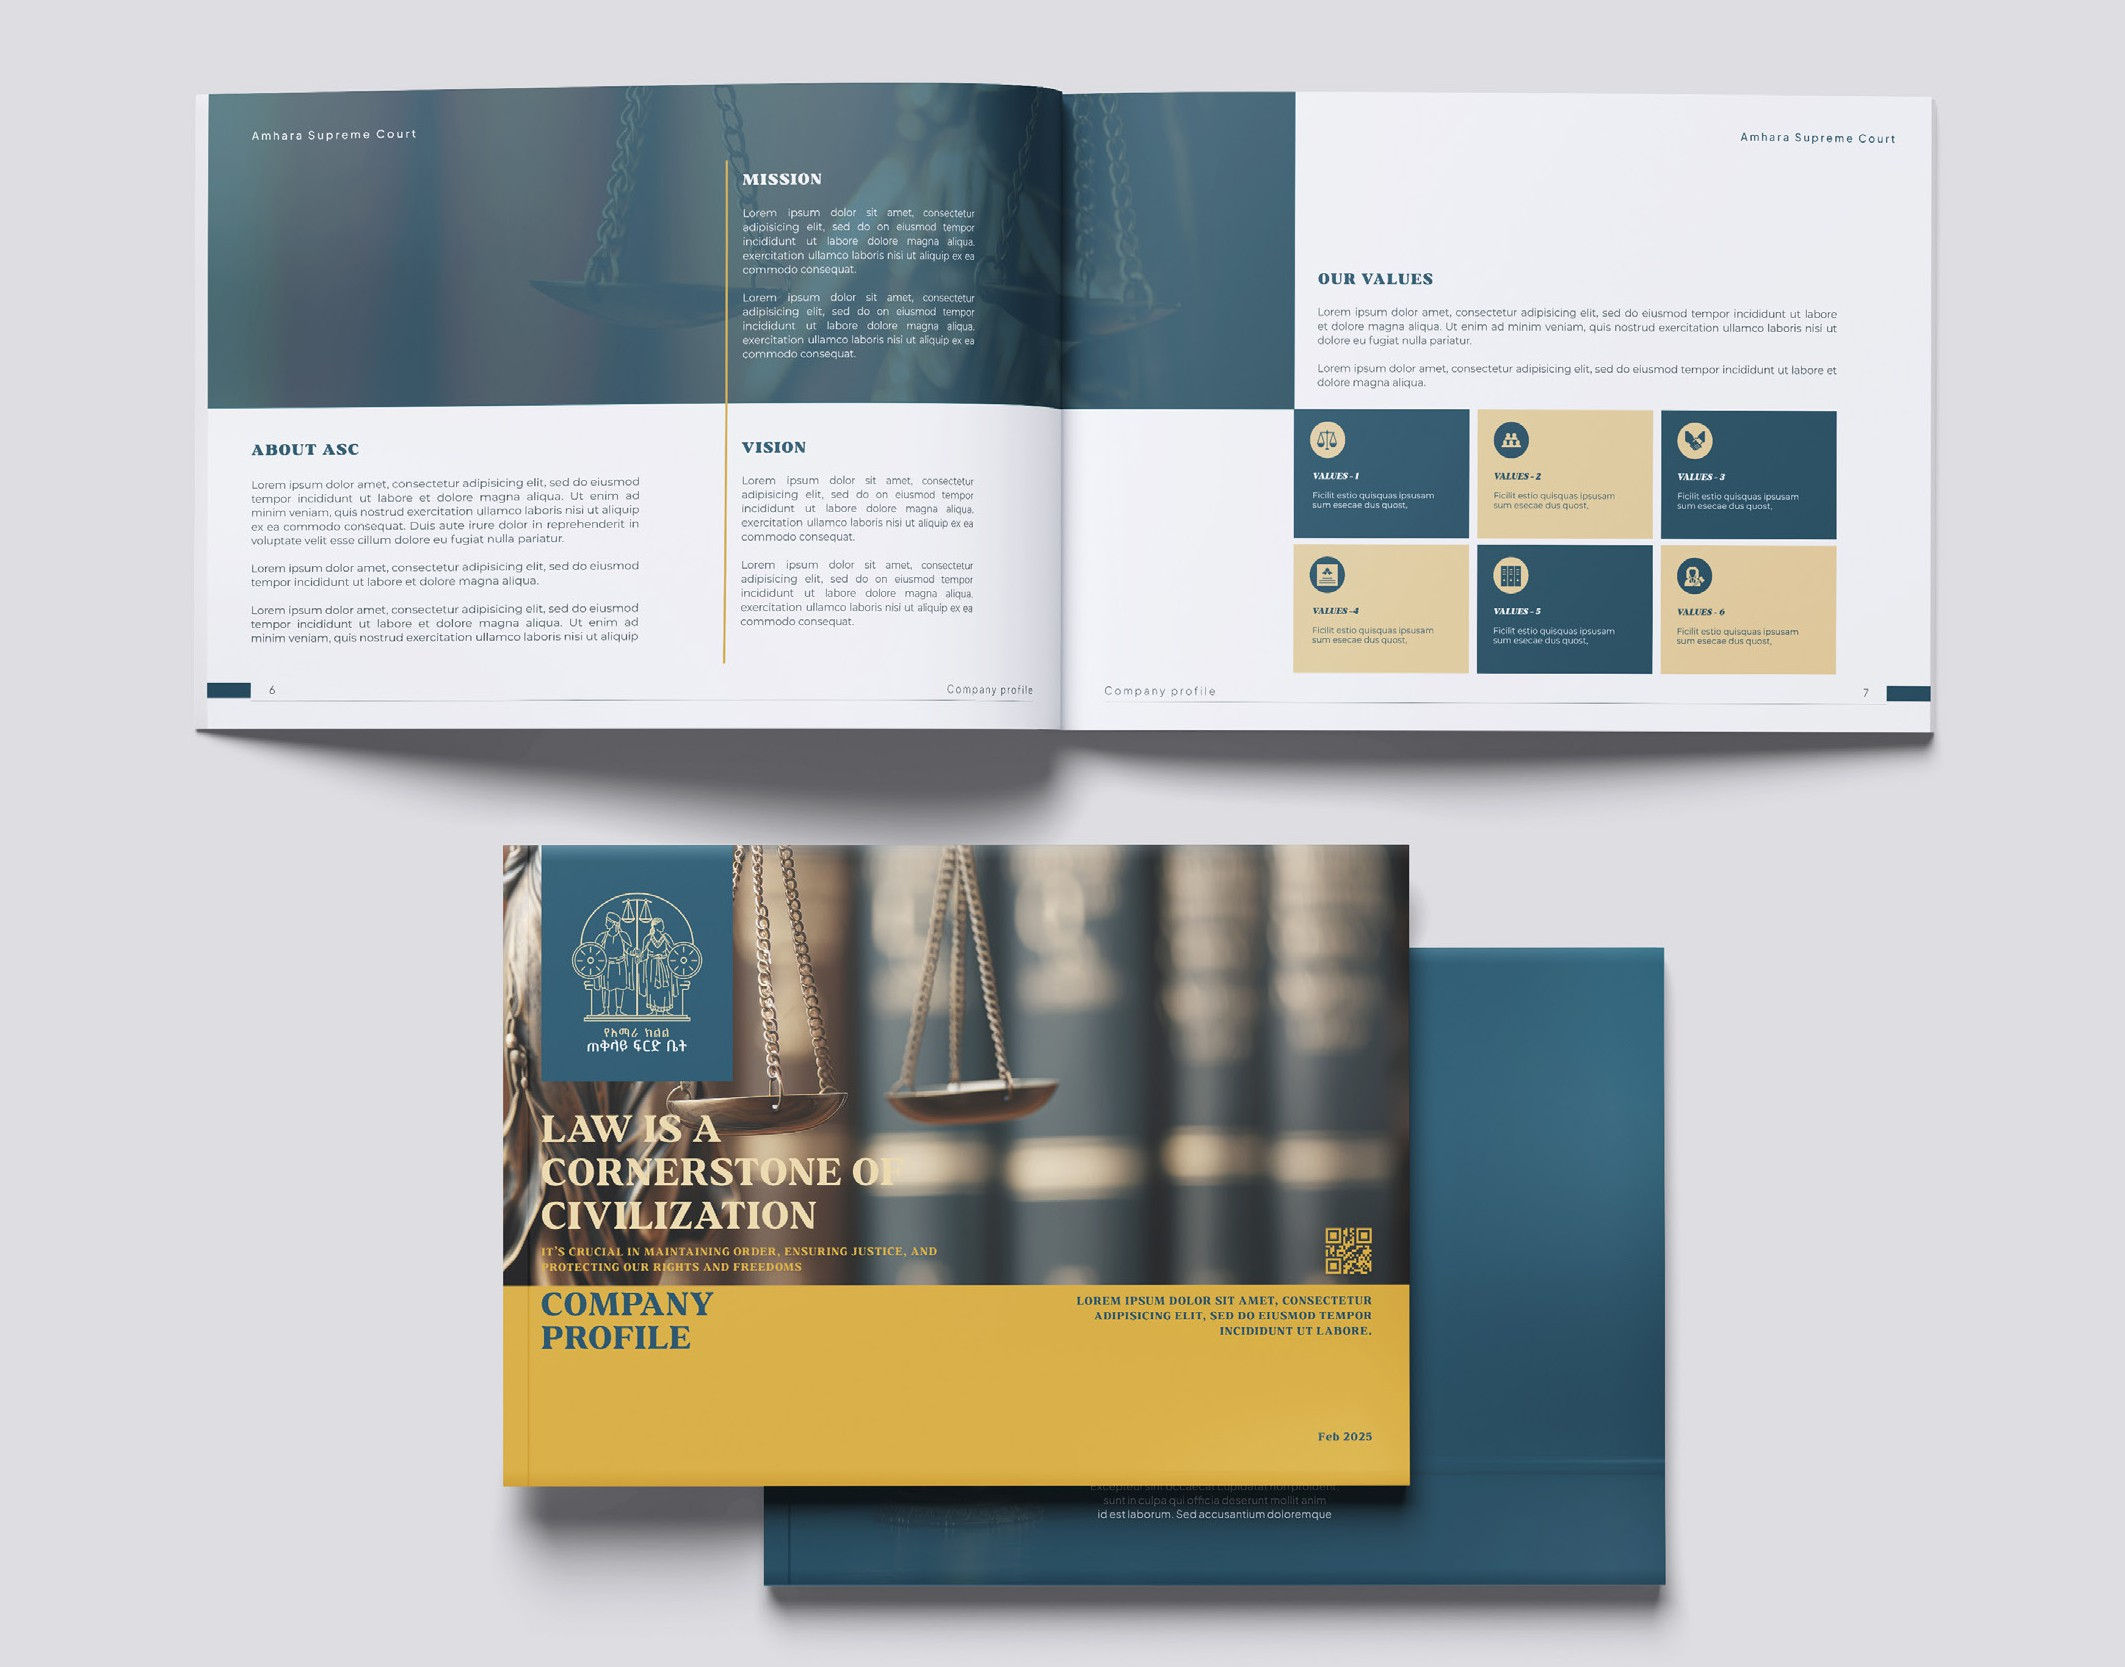 Amhara Supreme Court
MISSION
Lorem ipsum dolor sit amet, consectetur
adipisicing elit, sed do on eiusmod tempor
incididunt ut labore dolore magna aliqua.
exercitation ullamco laboris nisi ut aliquip ex ea
commodo consequat.
Lorem ipsum dolor sit amet, consectetur
adipisicing elit, sed do on eiusmod tempor
incididunt ut labore dolore magna aliqua.
exercitation ullamco laboris nisi ut aliquip ex ea
commodo consequat.
ABOUT ASC
Lorem ipsum dolor amet, consectetur adipisicing elit, sed do eiusmod
tempor incididunt ut labore et dolore magna aliqua. Ut enim ad
minim veniam, quis nostrud exercitation ullamco laboris nisi ut aliquip
ex ea commodo consequat. Duis aute irure dolor in reprehenderit in
voluptate velit esse cillum dolore eu fugiat nulla pariatur.
Lorem ipsum dolor amet, consectetur adipisicing elit, sed do eiusmod
tempor incididunt ut labore et dolore magna aliqua.
Lorem ipsum dolor amet, consectetur adipisicing elit, sed do eiusmod
tempor incididunt ut labore et dolore magna aliqua. Ut enim ad
minim veniam, quis nostrud exercitation ullamco laboris nisi ut aliquip
VISION
Lorem ipsum dolor sit amet, consectetur
adipisicing elit, sed do on eiusmod tempor
incididunt ut labore dolore magna aliqua.
exercitation ullamco laboris nisi ut aliquip ex ea
commodo consequat.
Lorem ipsum dolor sit amet, consectetur
adipisicing elit, sed do on eiusmod tempor
incididunt ut labore dolore magna aliqua.
exercitation ullamco laboris nisi ut aliquip ex ea
commodo consequat.
6
Company profile
Amhara Supreme Court
OUR VALUES
Lorem ipsum dolor amet, consectetur adipisicing elit, sed do eiusmod tempor incididunt ut labore
et dolore magna aliqua. Ut enim ad minim veniam, quis nostrud exercitation ullamco laboris nisi ut
dolore eu fugiat nulla pariatur.
Lorem ipsum dolor amet, consectetur adipisicing elit, sed do eiusmod tempor incididunt ut labore et
dolore magna aliqua.
VALUES - 1
Ficilit estio quisquas ipsusam
sum esecae dus quost,
VALUES - 2
Ficilit estio quisquas ipsusam
sum esecae dus quost,
VALUES - 3
Ficilit estio quisquas ipsusam
sum esecae dus quost,
VALUES -4
Ficilit estio quisquas ipsusam
sum esecae dus quost,
VALUES - 5
Ficilit estio quisquas ipsusam
sum esecae dus quost,
VALUES - 6
Ficilit estio quisquas ipsusam
sum esecae dus quost,
Company profile
7
የአማራ ክልል
ጠቅላይ ፍርድ ቤት
LAW IS A
CORNERSTONE OF
CIVILIZATION
IT'S CRUCIAL IN MAINTAINING ORDER, ENSURING JUSTICE, AND
PROTECTING OUR RIGHTS AND FREEDOMS
COMPANY
PROFILE
LOREM IPSUM DOLOR SIT AMET, CONSECTETUR
ADIPISICING ELIT, SED DO EIUSMOD TEMPOR
INCIDIDUNT UT LABORE.
Feb 2025
Excepteur sint occaecat cupidatat non proident,
sunt in culpa qui officia deserunt mollit anim
id est laborum. Sed accusantium doloremque